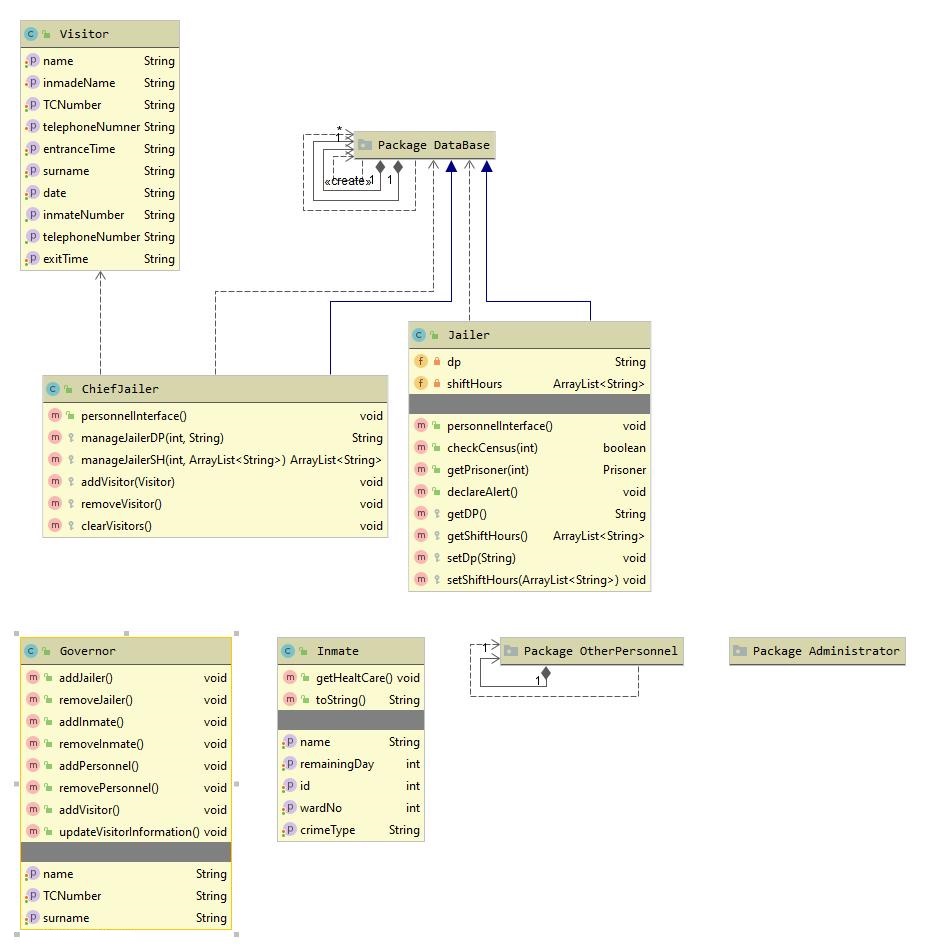 Visitor
name String
inmadeName String
TCNumber String
telephoneNumner String
entranceTime String
surname String
date String
inmateNumber String
telephoneNumber String
exitTime String
*
1
Package DataBase
«create» 1 1
ChiefJailer
personnelInterface() void
manageJailerDP(int, String) String
manageJailerSH(int, ArrayList<String>) ArrayList<String>
addVisitor(Visitor) void
removeVisitor() void
clearVisitors() void
Jailer
dp String
shiftHours ArrayList<String>
personnelInterface() void
checkCensus(int) boolean
getPrisoner(int) Prisoner
declareAlert() void
getDP() String
getShiftHours() ArrayList<String>
setDp(String) void
setShiftHours(ArrayList<String>) void
Governor
addJailer() void
removeJailer() void
addInmate() void
removeInmate() void
addPersonnel() void
removePersonnel() void
addVisitor() void
updateVisitorInformation() void
name String
TCNumber String
surname String
Inmate
getHealtCare() void
toString() String
name String
remainingDay int
id int
wardNo int
crimeType String
1
Package OtherPersonnel
1
Package Administrator